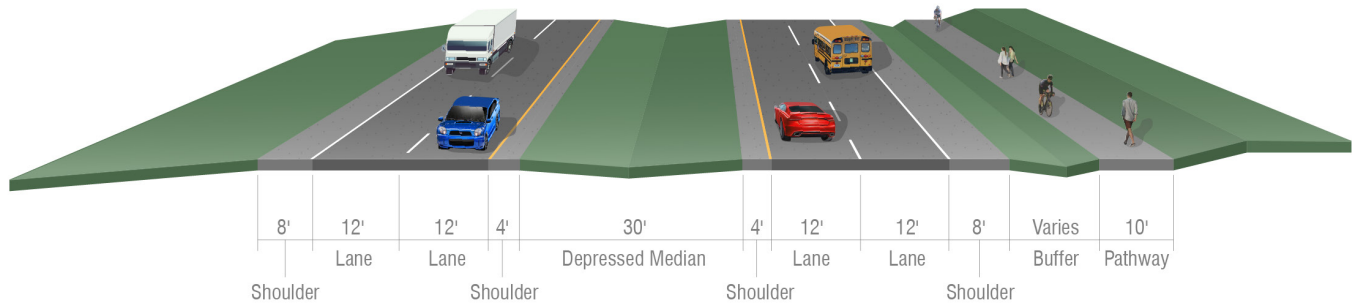 8' 12' 12' 4' 30' 4' 12' 12' 8' Varies 10'
Lane Lane Depressed Median Lane Lane Buffer Pathway
Shoulder Shoulder Shoulder Shoulder